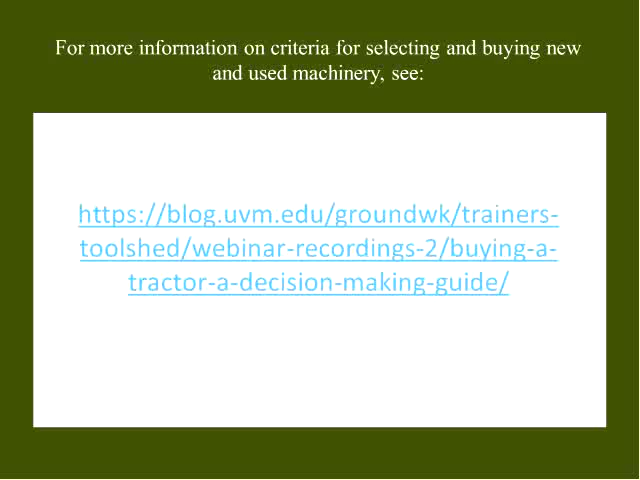 For more information on criteria for selecting and buying new
and used machinery, see:
https://blog.uvm.edu/groundwk/trainers-
toolshed/webinar-recordings-2/buying-a-
tractor-a-decision-making-guide/